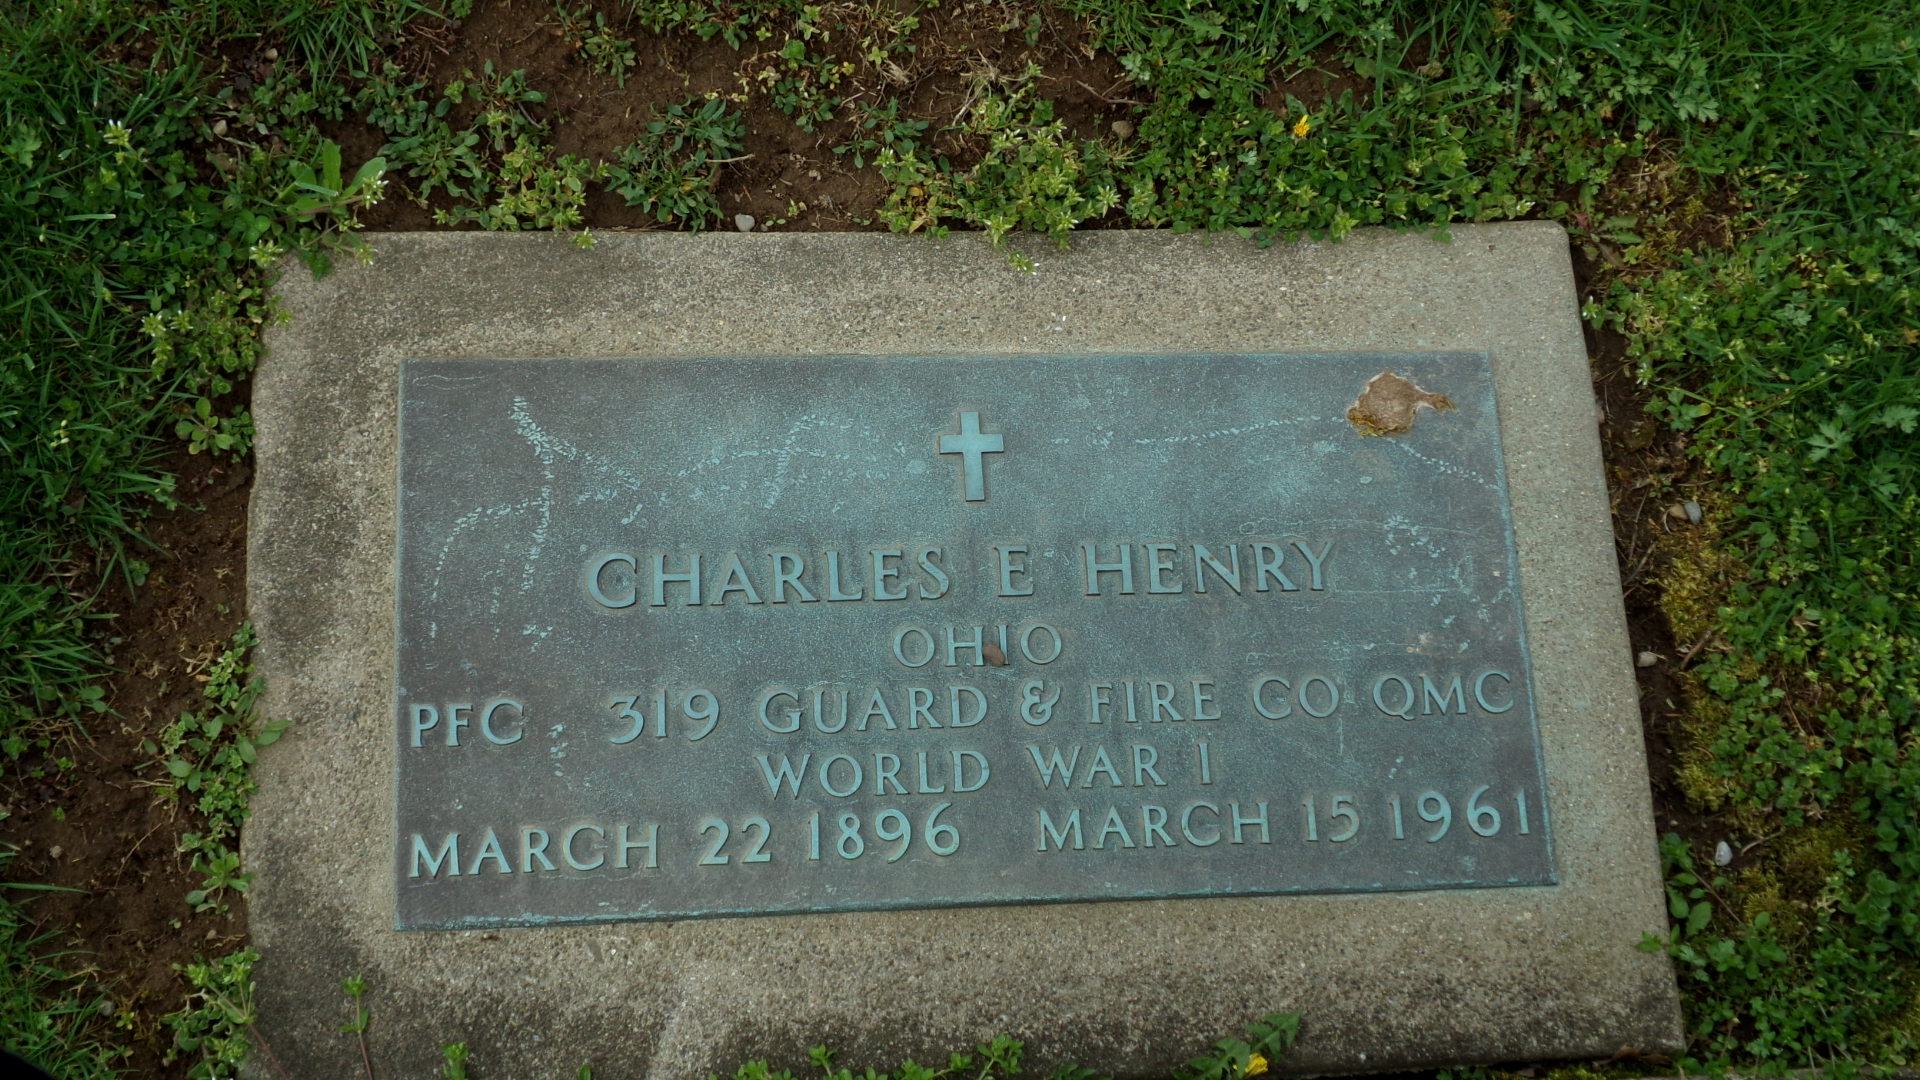 CHARLES E HENRY
OHIO
PFC 319 GUARD & FIRE CO QMC
WORLD WAR I
MARCH 22 1896 MARCH 15 1961